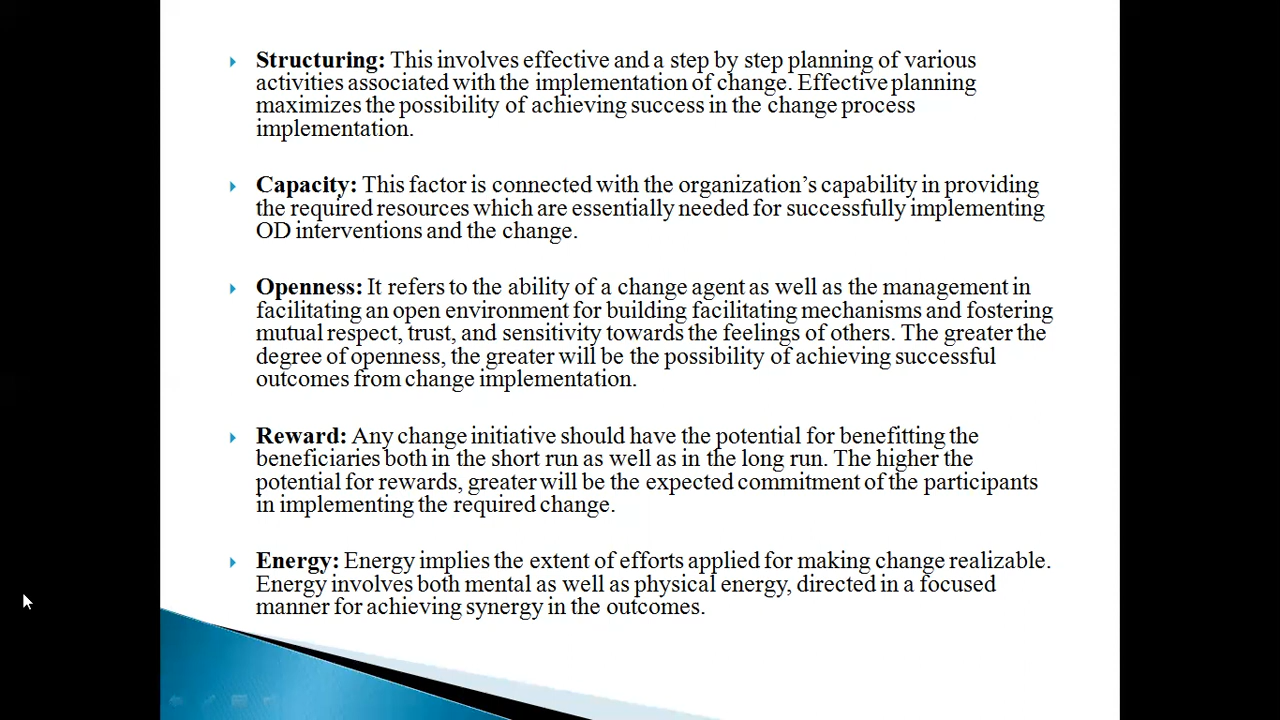 Structuring: This involves effective and a step by step planning of various
activities associated with the implementation of change. Effective planning
maximizes the possibility of achieving success in the change process
implementation.
Capacity: This factor is connected with the organization's capability in providing
the required resources which are essentially needed for successfully implementing
OD interventions and the change.
Openness: It refers to the ability of a change agent as well as the management in
facilitating an open environment for building facilitating mechanisms and fostering
mutual respect, trust, and sensitivity towards the feelings of others. The greater the
degree of openness, the greater will be the possibility of achieving successful
outcomes from change implementation.
Reward: Any change initiative should have the potential for benefitting the
beneficiaries both in the short run as well as in the long run. The higher the
potential for rewards, greater will be the expected commitment of the participants
in implementing the required change.
Energy: Energy implies the extent of efforts applied for making change realizable.
Energy involves both mental as well as physical energy, directed in a focused
manner for achieving synergy in the outcomes.